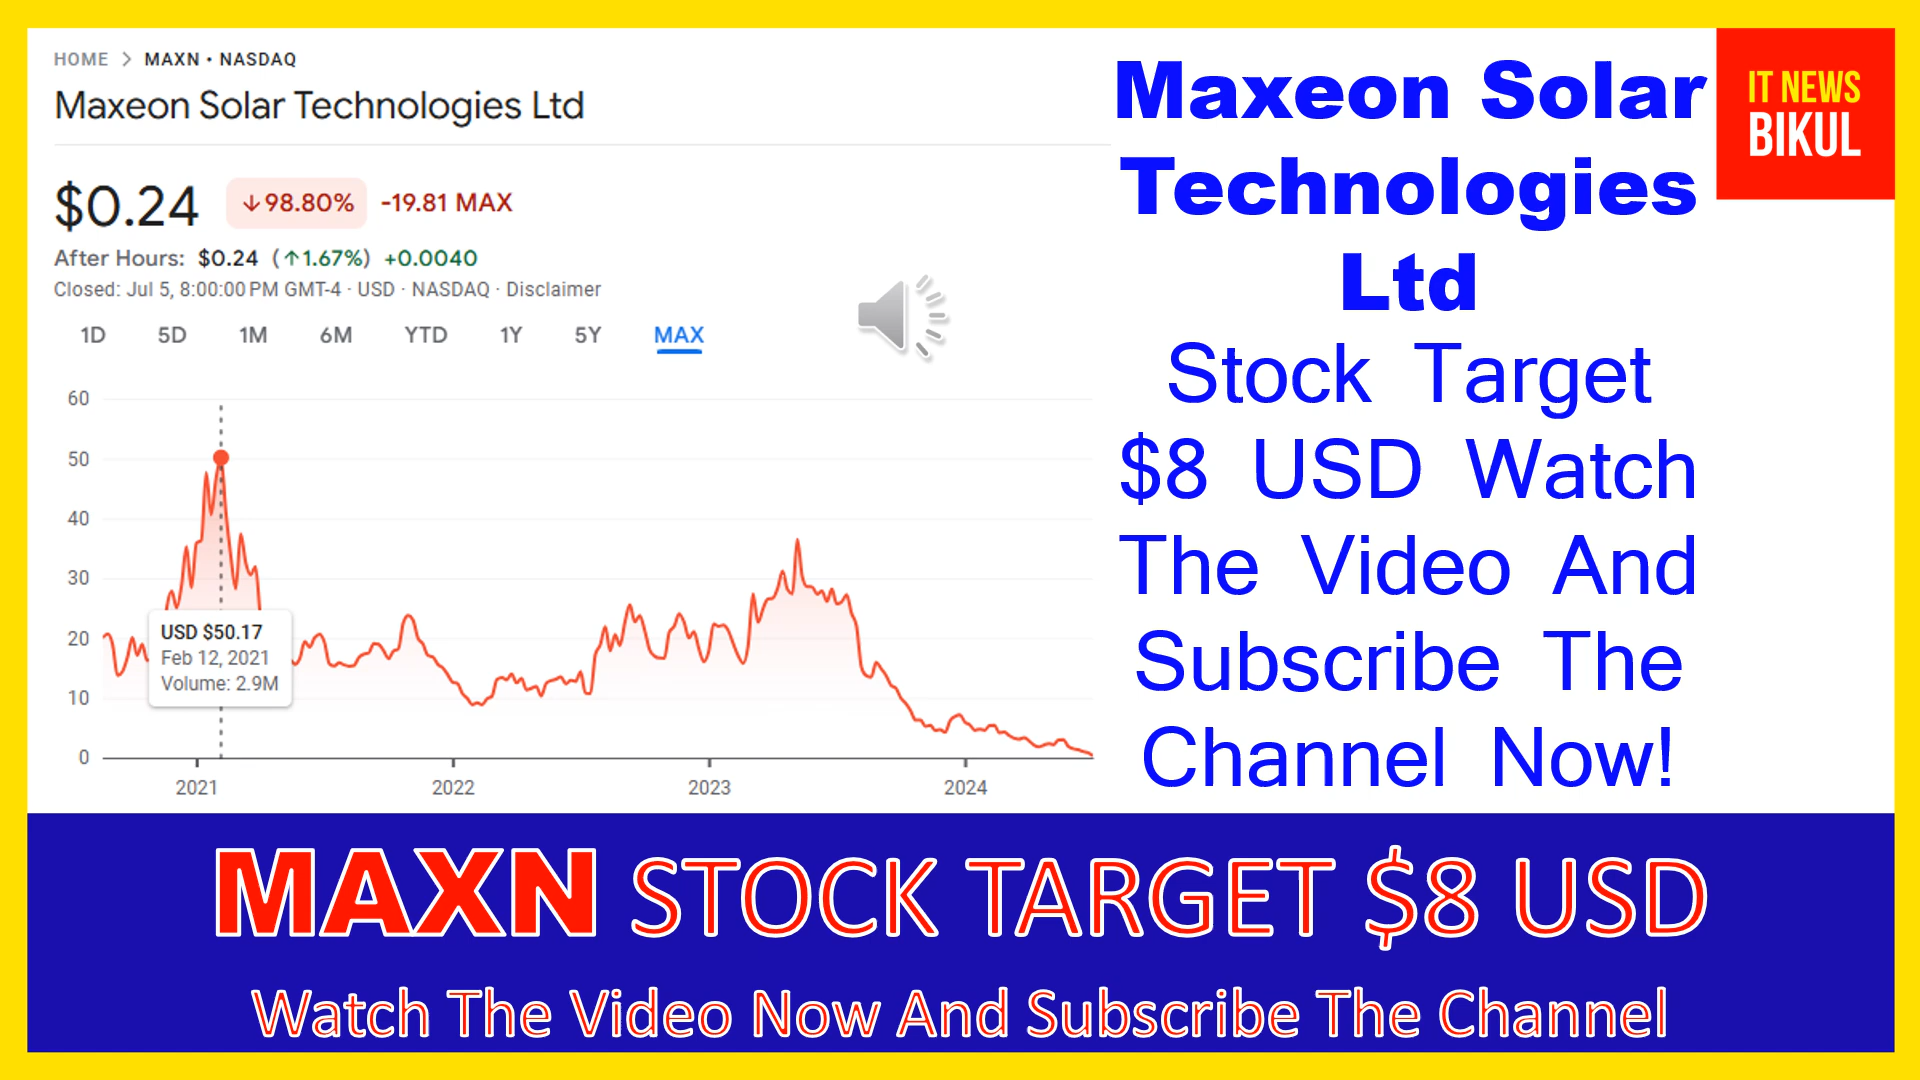 HOME > MAXN • NASDAQ
Maxeon Solar Technologies Ltd
$0.24 ↓98.80% -19.81 MAX
After Hours: $0.24 (↑1.67%) +0.0040
Closed: Jul 5, 8:00:00 PM GMT-4 · USD · NASDAQ · Disclaimer
1D 5D 1M 6M YTD 1Y 5Y MAX
60
50
40
30
20
10
0
USD $50.17
Feb 12, 2021
Volume: 2.9M
2021 2022 2023 2024
Maxeon Solar
Technologies
Ltd
Stock Target
$8 USD Watch
The Video And
Subscribe The
Channel Now!
IT NEWS
BIKUL
MAXN STOCK TARGET $8 USD
Watch The Video Now And Subscribe The Channel